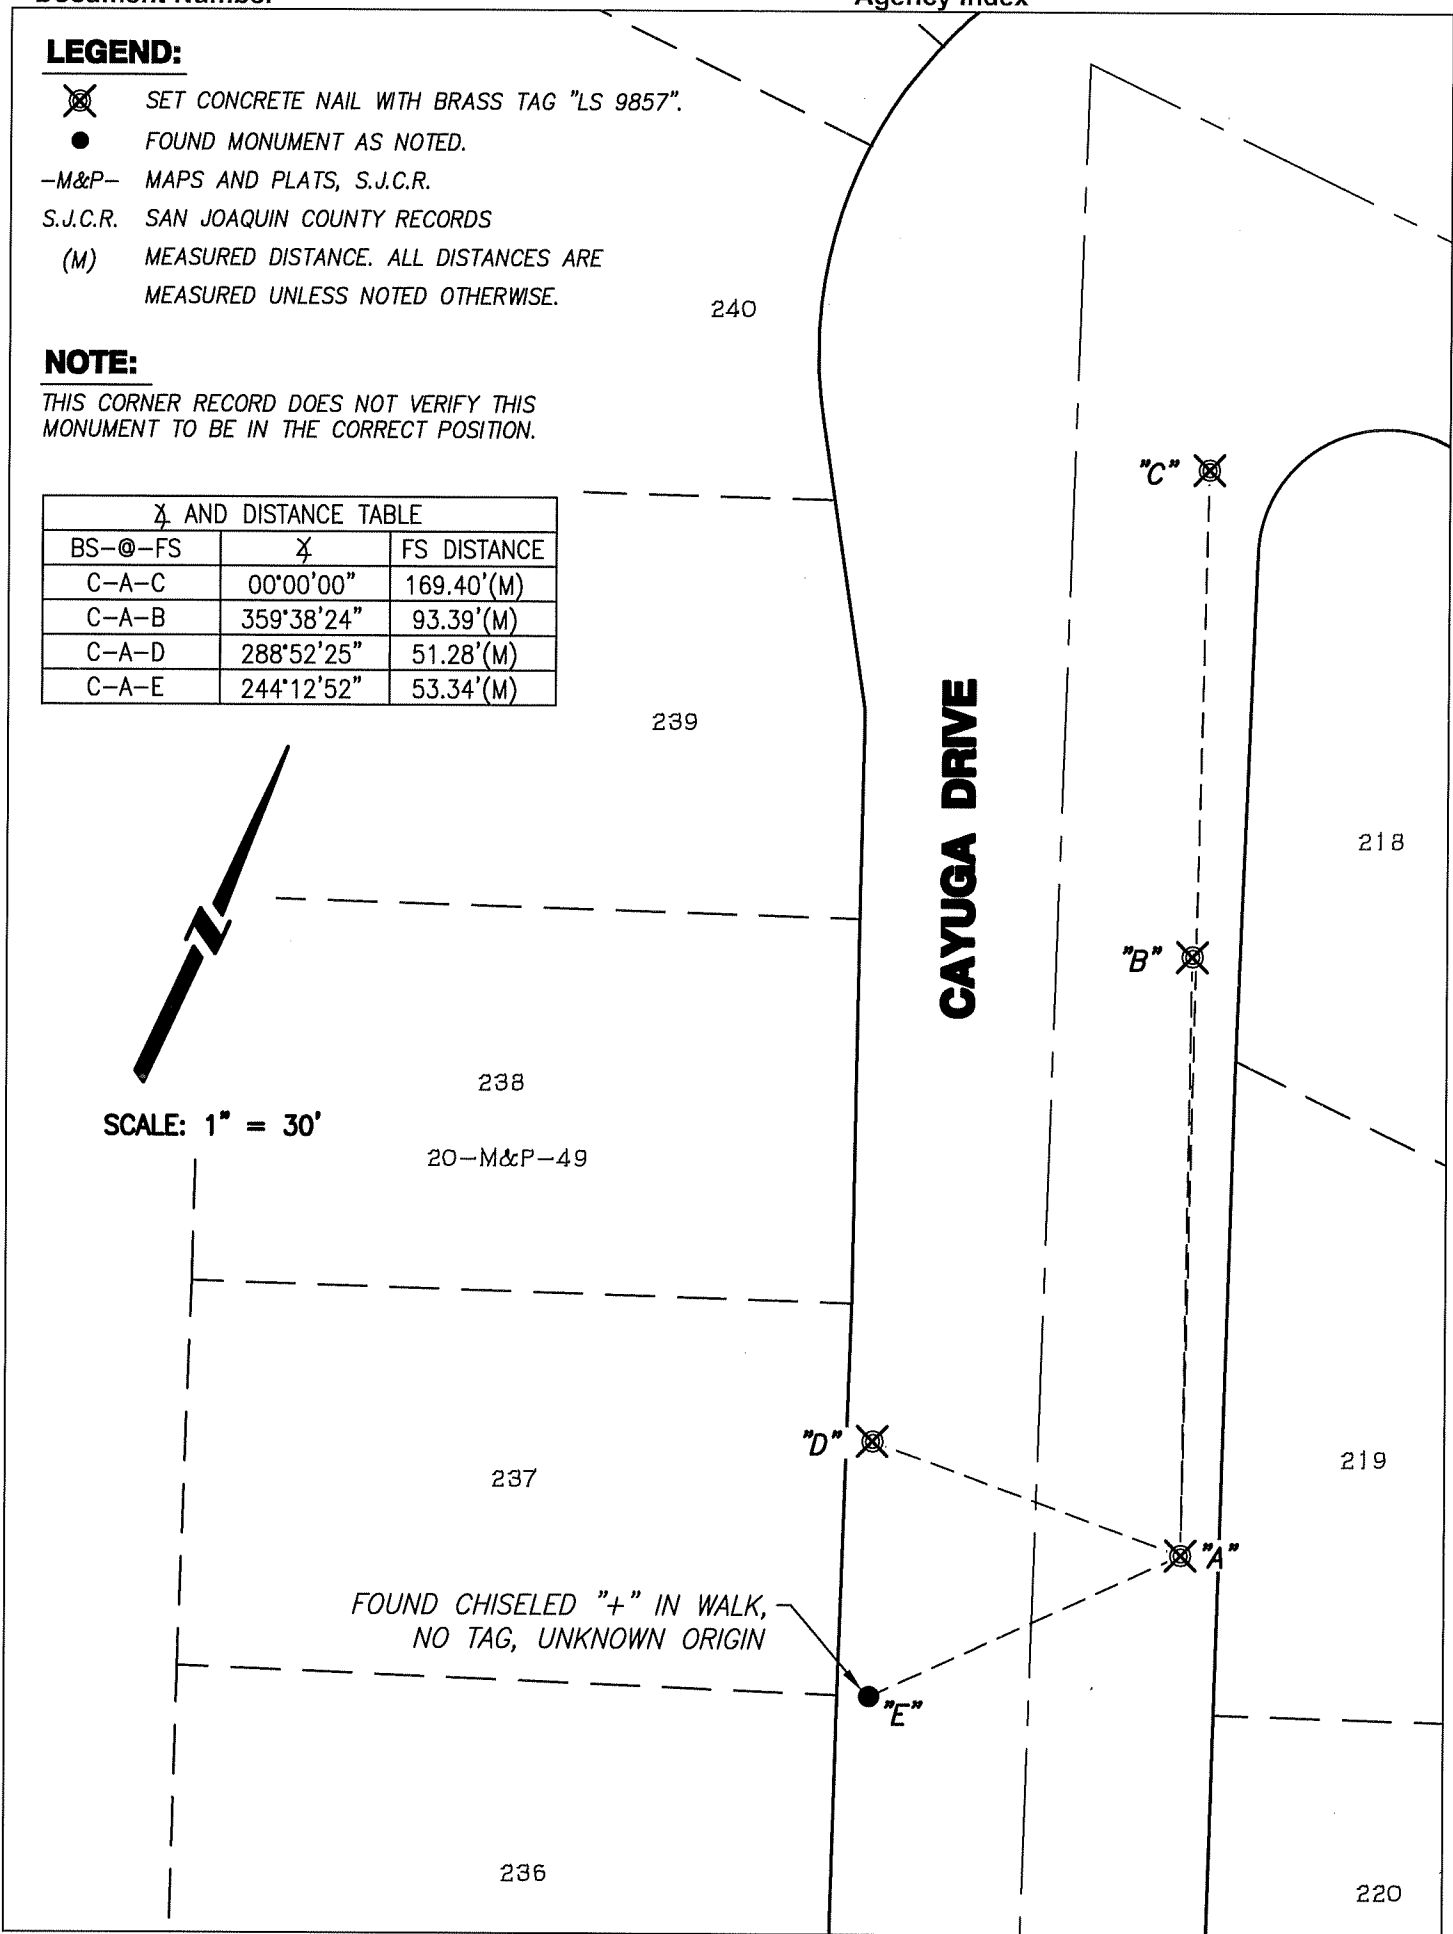 Document Number
Agency Index
LEGEND:
SET CONCRETE NAIL WITH BRASS TAG "LS 9857".
FOUND MONUMENT AS NOTED.
-M&P- MAPS AND PLATS, S.J.C.R.
S.J.C.R. SAN JOAQUIN COUNTY RECORDS
(M) MEASURED DISTANCE. ALL DISTANCES ARE
MEASURED UNLESS NOTED OTHERWISE.
240
NOTE:
THIS CORNER RECORD DOES NOT VERIFY THIS
MONUMENT TO BE IN THE CORRECT POSITION.
"C"
∡ AND DISTANCE TABLE
BS-@-FS ∡ FS DISTANCE
C-A-C 00°00'00" 169.40'(M)
C-A-B 359°38'24" 93.39'(M)
C-A-D 288°52'25" 51.28'(M)
C-A-E 244°12'52" 53.34'(M)
239
CAYUGA DRIVE
218
Z
"B"
238
SCALE: 1" = 30'
20-M&P-49
"D"
237
219
"A"
FOUND CHISELED "+" IN WALK,
NO TAG, UNKNOWN ORIGIN
"E"
236
220